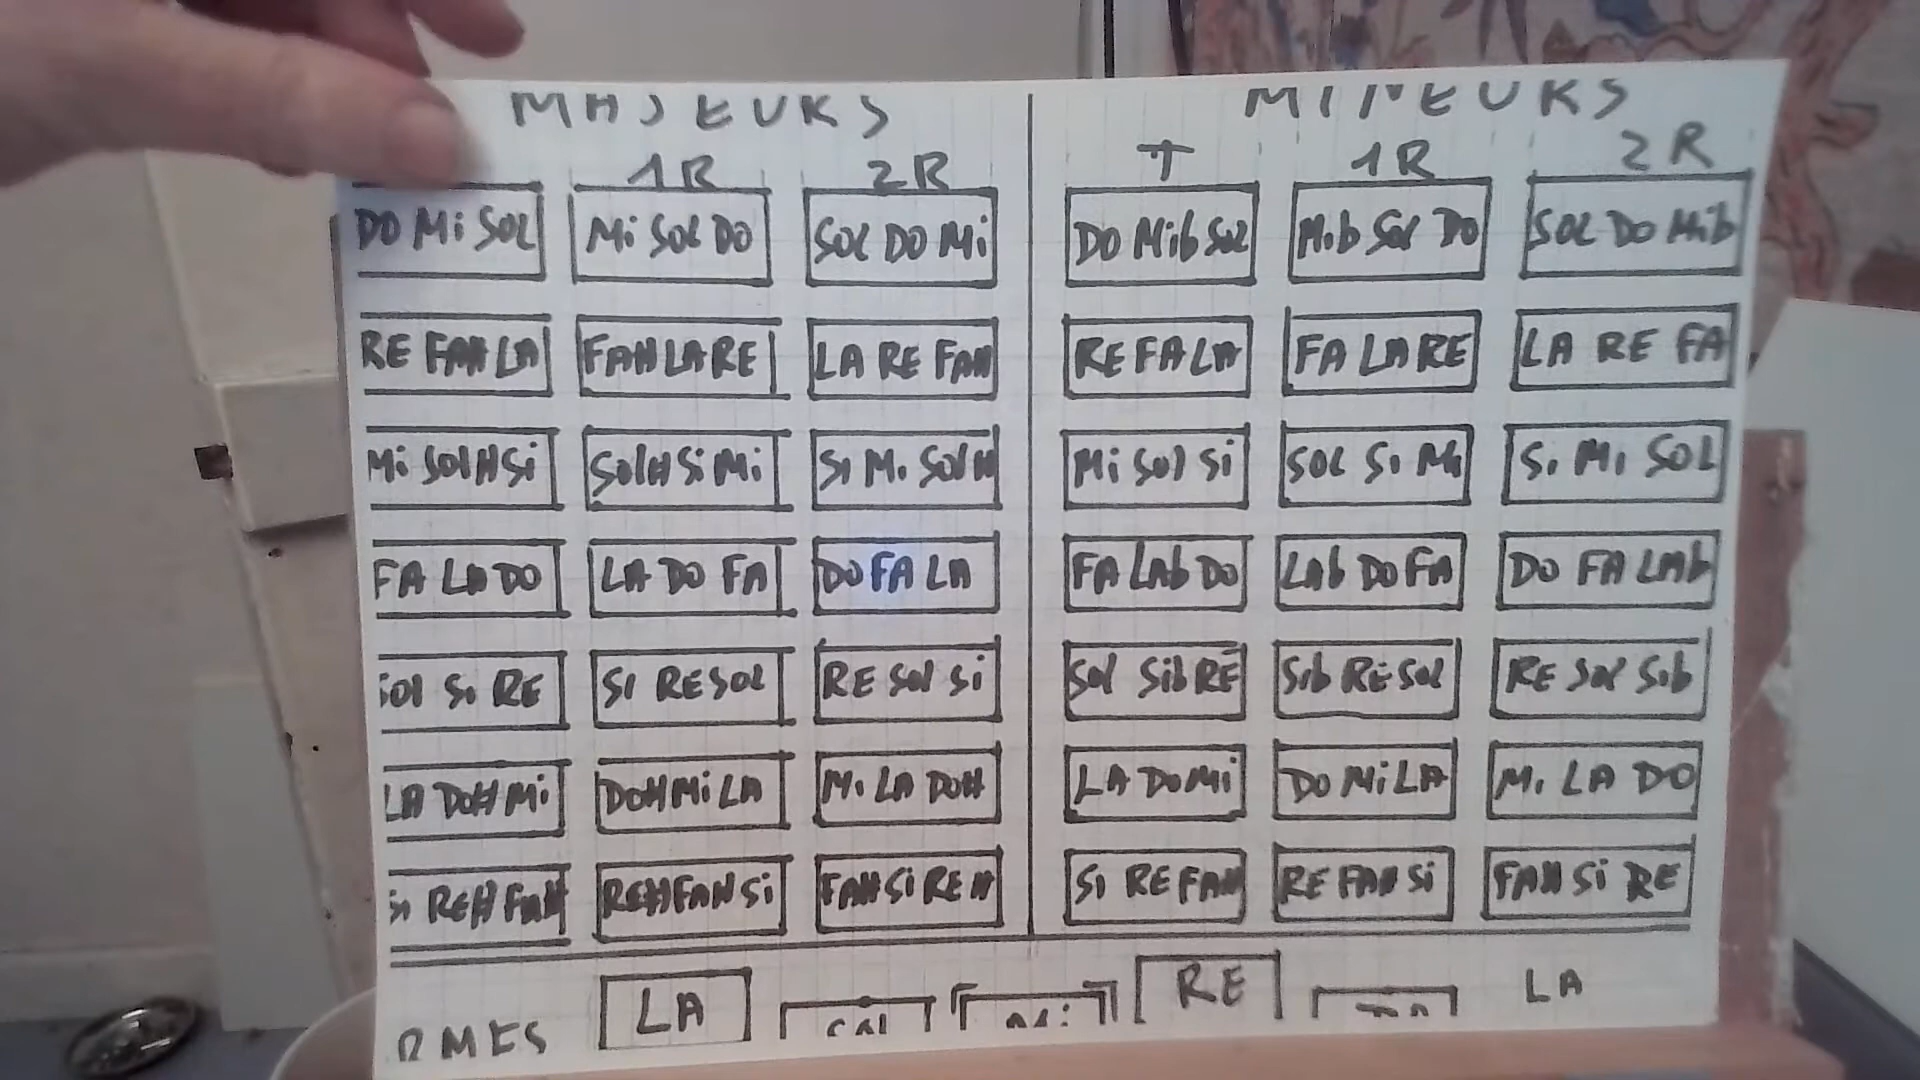 MAJEURS MINEURS
1R 2R T 1R 2R
DO Mi SOL Mi SOL DO SOL DO Mi DO Mib SOL Mib SOL DO SOL DO Mib
RE FA# LA FA# LA RE LA RE FA# RE FA LA FA LA RE LA RE FA
Mi SOL# Si SOL# Si Mi Si Mi SOL# Mi SOL Si SOL Si Mi Si Mi SOL
FA LA DO LA DO FA DO FA LA FA LAb DO LAb DO FA DO FA LAb
SOL Si RE Si RE SOL RE SOL Si SOL Sib RÉ Sib RÉ SOL RE SOL Sib
LA DO# Mi DO# Mi LA Mi LA DO# LA DO Mi DO Mi LA Mi LA DO
Si RE# FA# RE# FA# Si FA# Si RE# Si RE FA# RE FA# Si FA# Si RE
LA RE LA